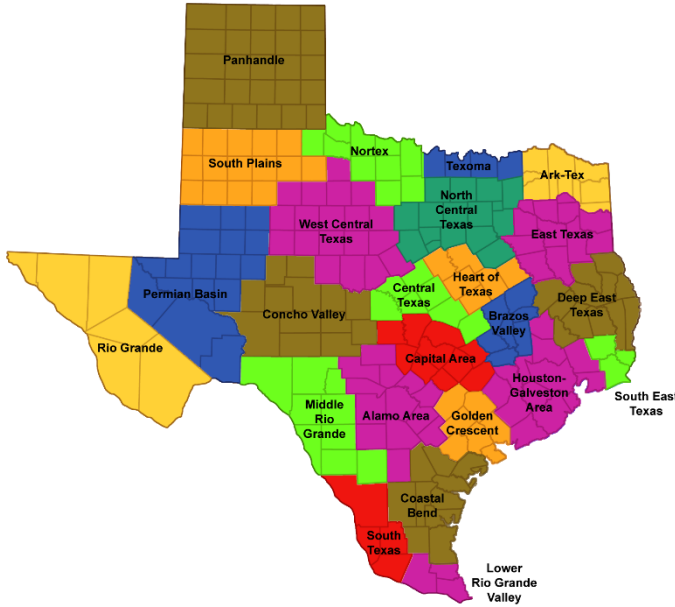 Panhandle
Nortex
South Plains
Texoma
Ark-Tex
North
Central
Texas
West Central
Texas
East Texas
Heart of
Texas
Central
Texas
Permian Basin
Deep East
Texas
Concho Valley
Brazos
Valley
Rio Grande
Capital Area
Houston-
Galveston
Area
South East
Texas
Middle
Rio
Grande
Alamo Area
Golden
Crescent
Coastal
Bend
South
Texas
Lower
Rio Grande
Valley